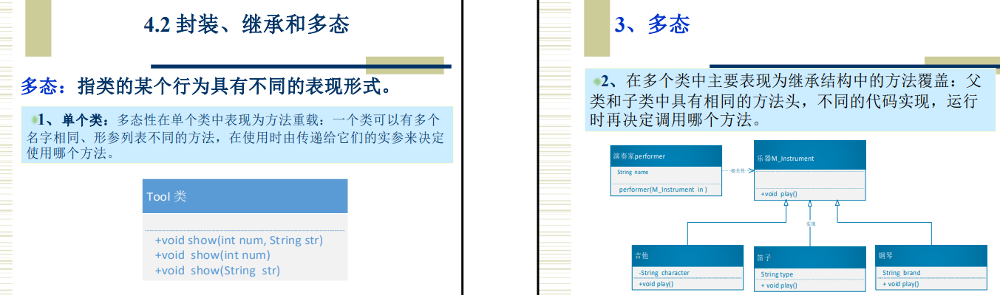 4.2 封装、继承和多态
多态：指类的某个行为具有不同的表现形式。
1、单个类：多态性在单个类中表现为方法重载：一个类可以有多个
名字相同、形参列表不同的方法，在使用时由传递给它们的实参来决定
使用哪个方法。
Tool 类
+void show(int num, String str)
+void show(int num)
+void show(String str)
3、多态
2、在多个类中主要表现为继承结构中的方法覆盖：父
类和子类中具有相同的方法头，不同的代码实现，运行
时再决定调用哪个方法。
演奏家performer
String name
performer(M_Instrument in )
相关性
乐器M_Instrument
+void play()
实现
吉他
-String character
+void play()
笛子
String type
+ void play()
钢琴
String brand
+ void play()